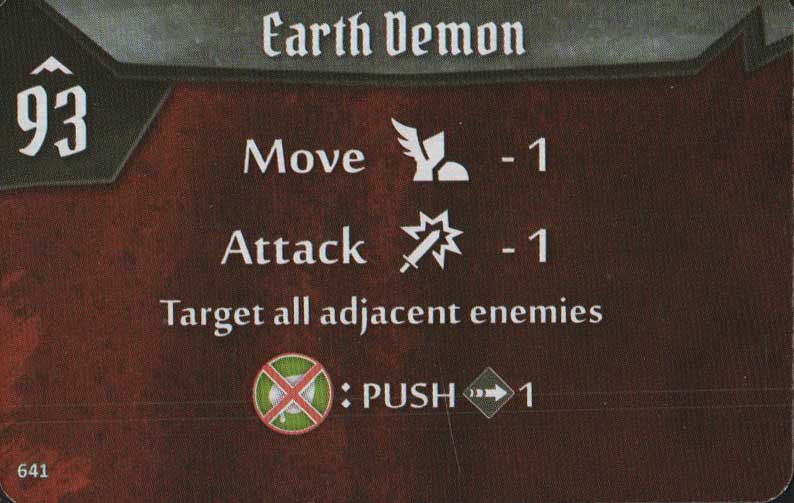 Earth Demon
93
Move - 1
Attack - 1
Target all adjacent enemies
: PUSH 1
641